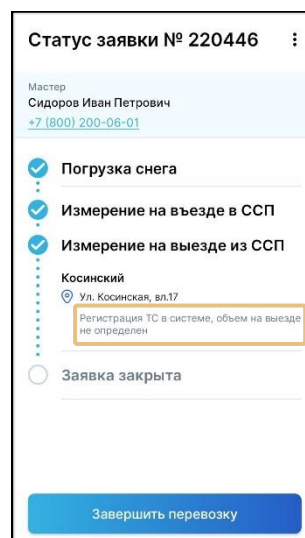 Статус заявки № 220446
Мастер
Сидоров Иван Петрович
+7 (800) 200-06-01
Погрузка снега
Измерение на въезде в ССП
Измерение на выезде из ССП
Косинский
Ул. Косинская, вл.17
Регистрация ТС в системе, объем на выезде
не определен
Заявка закрыта
Завершить перевозку